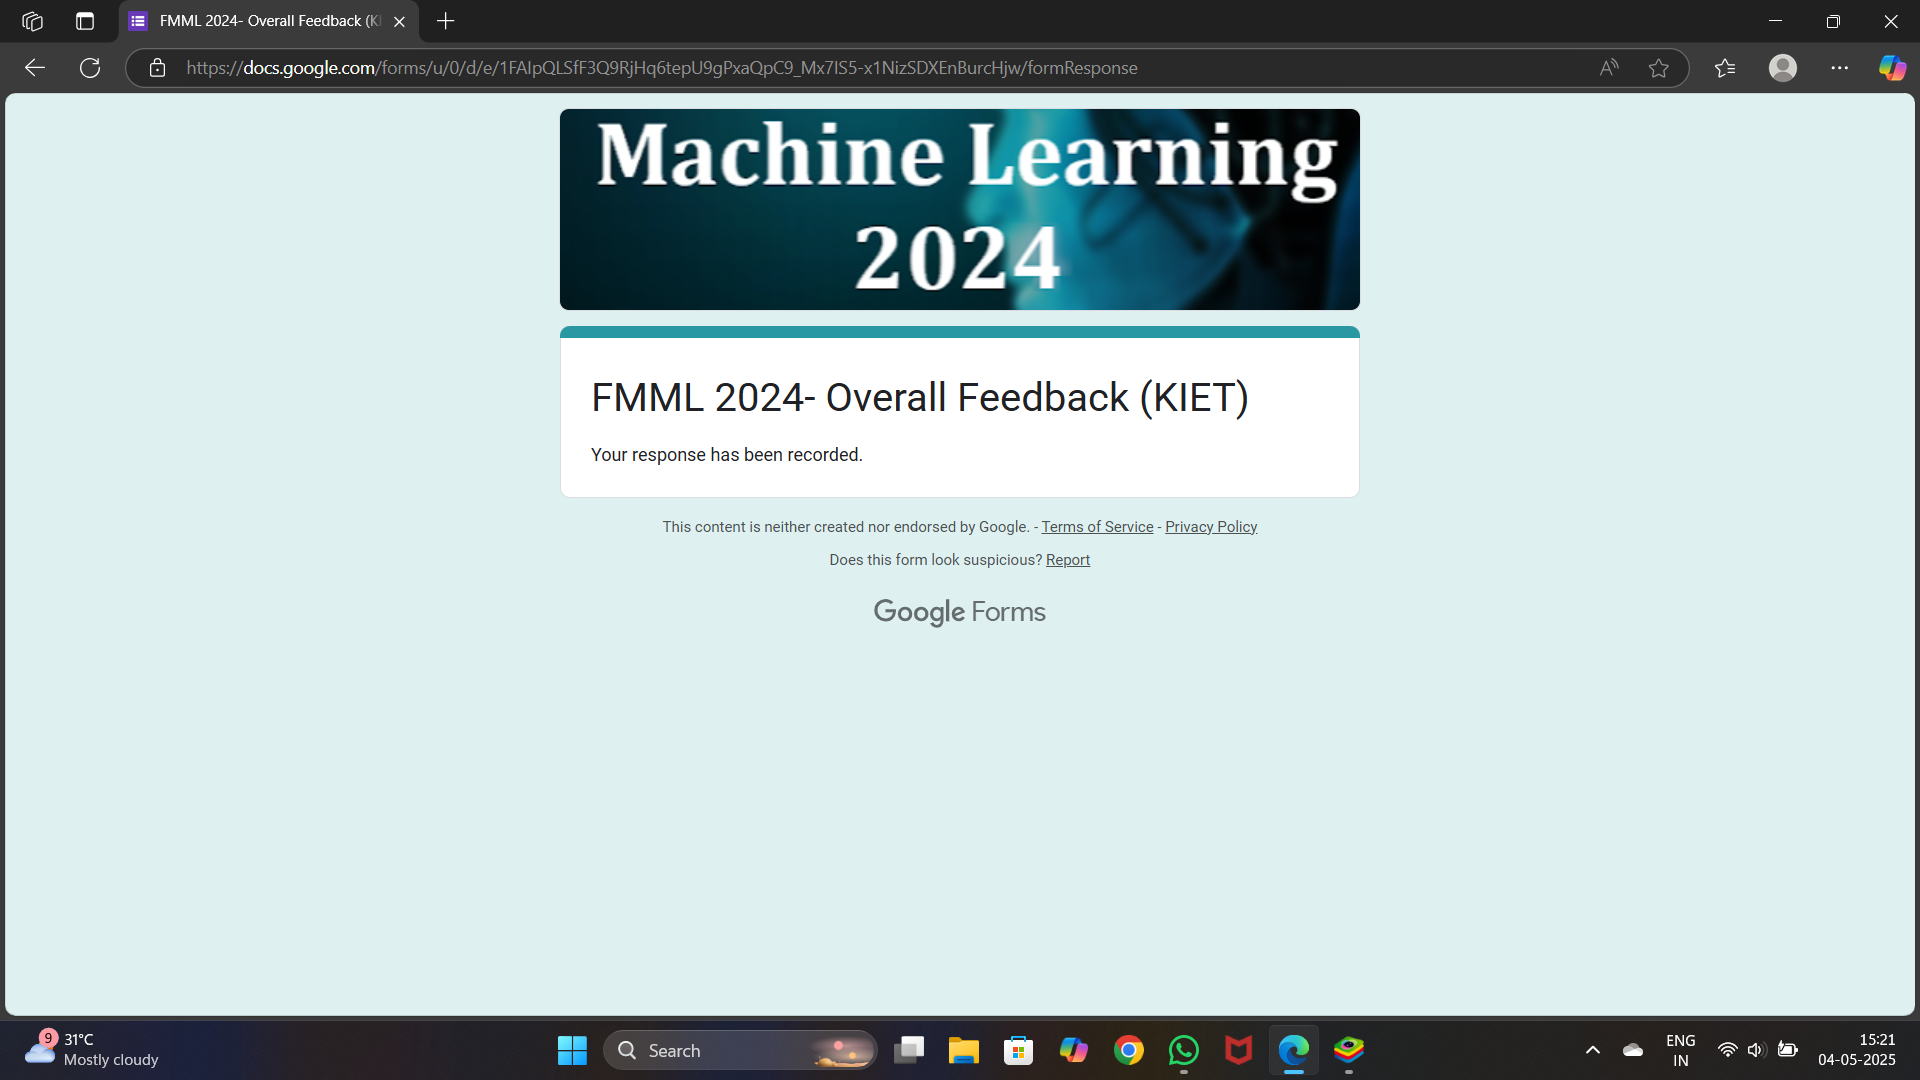 FMML 2024- Overall Feedback (KI
https://docs.google.com/forms/u/0/d/e/1FAIpQLSfF3Q9RjHq6tepU9gPxaQpC9_Mx7IS5-x1NizSDXEnBurcHjw/formResponse
Machine Learning
2024
FMML 2024- Overall Feedback (KIET)
Your response has been recorded.
This content is neither created nor endorsed by Google. - Terms of Service - Privacy Policy
Does this form look suspicious? Report
Google Forms
9
31°C
Mostly cloudy
Search
ENG
IN
15:21
04-05-2025